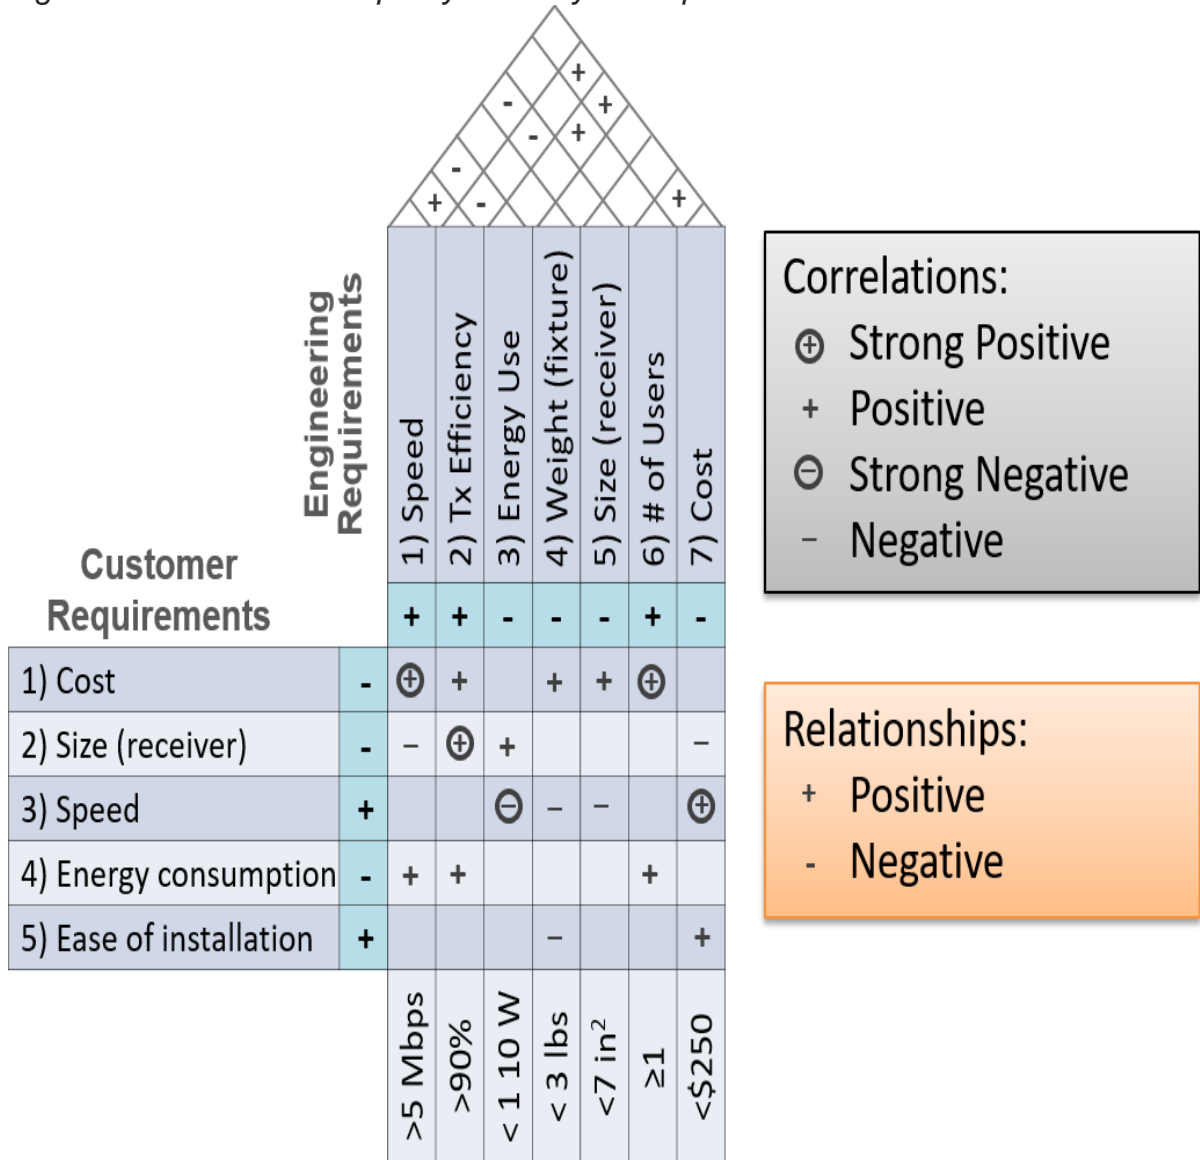 +
- +
- +
-
+ - +
Engineering
Requirements
1) Speed
2) Tx Efficiency
3) Energy Use
4) Weight (fixture)
5) Size (receiver)
6) # of Users
7) Cost
Correlations:
⊕ Strong Positive
+ Positive
⊖ Strong Negative
− Negative
Customer
Requirements
+ + - - - + -
1) Cost - ⊕ + + + ⊕
2) Size (receiver) - − ⊕ + −
3) Speed + ⊖ − − ⊕
4) Energy consumption - + + +
5) Ease of installation + − +
Relationships:
+ Positive
- Negative
>5 Mbps
>90%
< 1 10 W
< 3 lbs
<7 in²
≥1
<$250